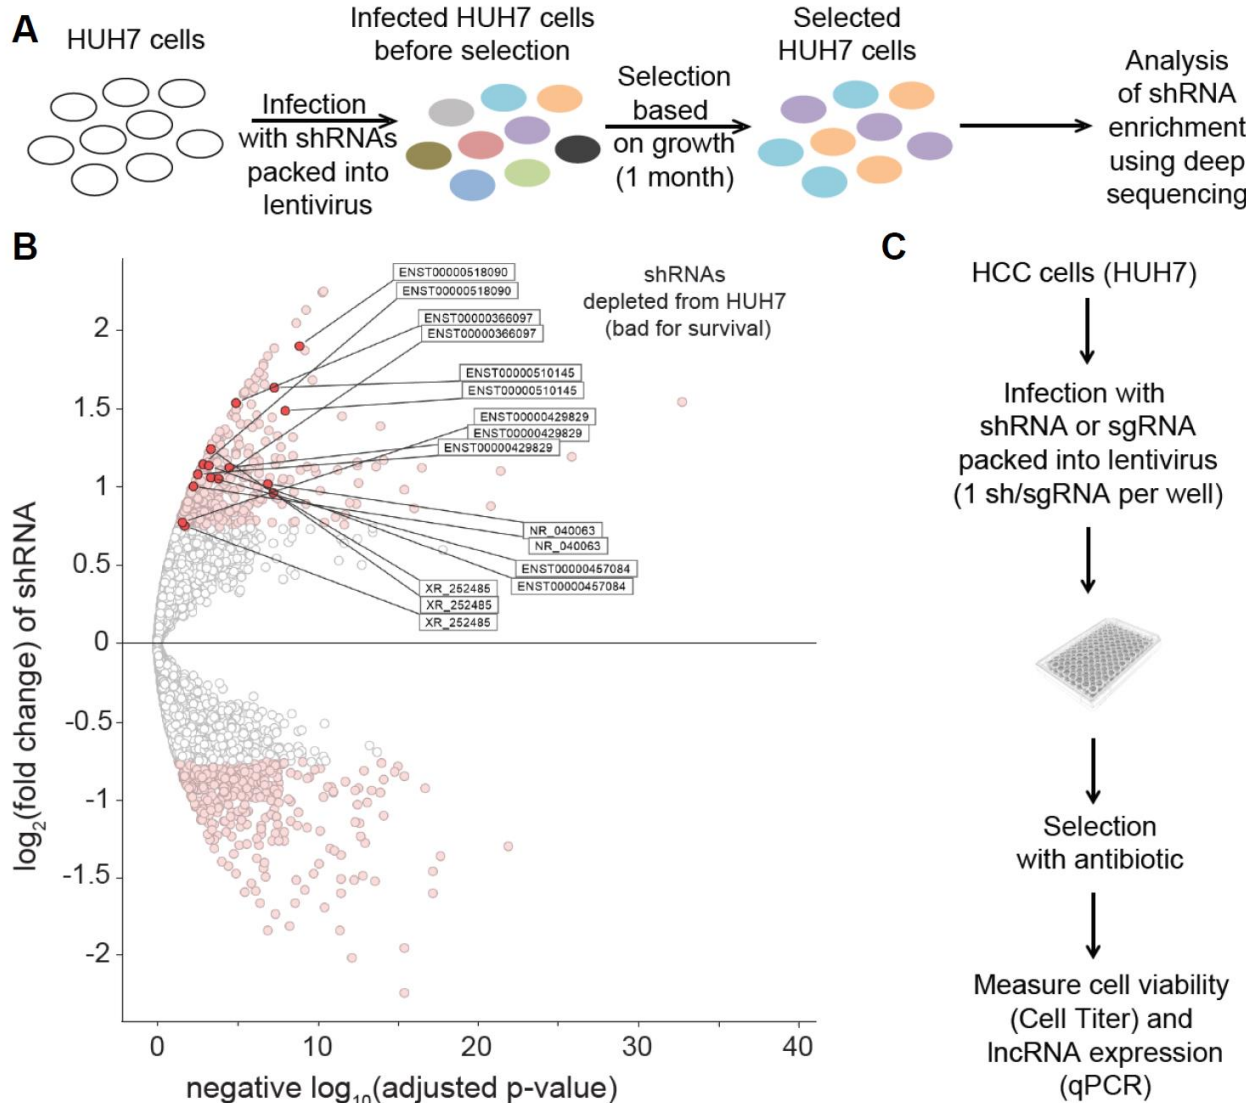 A
HUH7 cells
Infection
with shRNAs
packed into
lentivirus
Infected HUH7 cells
before selection
Selection
based
on growth
(1 month)
Selected
HUH7 cells
Analysis
of shRNA
enrichment
using deep
sequencing
B
shRNAs
depleted from HUH7
(bad for survival)
ENST00000518090
ENST00000518090
ENST00000366097
ENST00000366097
ENST00000510145
ENST00000510145
ENST00000429829
ENST00000429829
ENST00000429829
NR_040063
NR_040063
ENST00000457084
ENST00000457084
XR_252485
XR_252485
XR_252485
log2(fold change) of shRNA
2
1.5
1
0.5
0
-0.5
-1
-1.5
-2
0 10 20 30 40
negative log10(adjusted p-value)
C
HCC cells (HUH7)
Infection with
shRNA or sgRNA
packed into lentivirus
(1 sh/sgRNA per well)
Selection
with antibiotic
Measure cell viability
(Cell Titer) and
lncRNA expression
(qPCR)